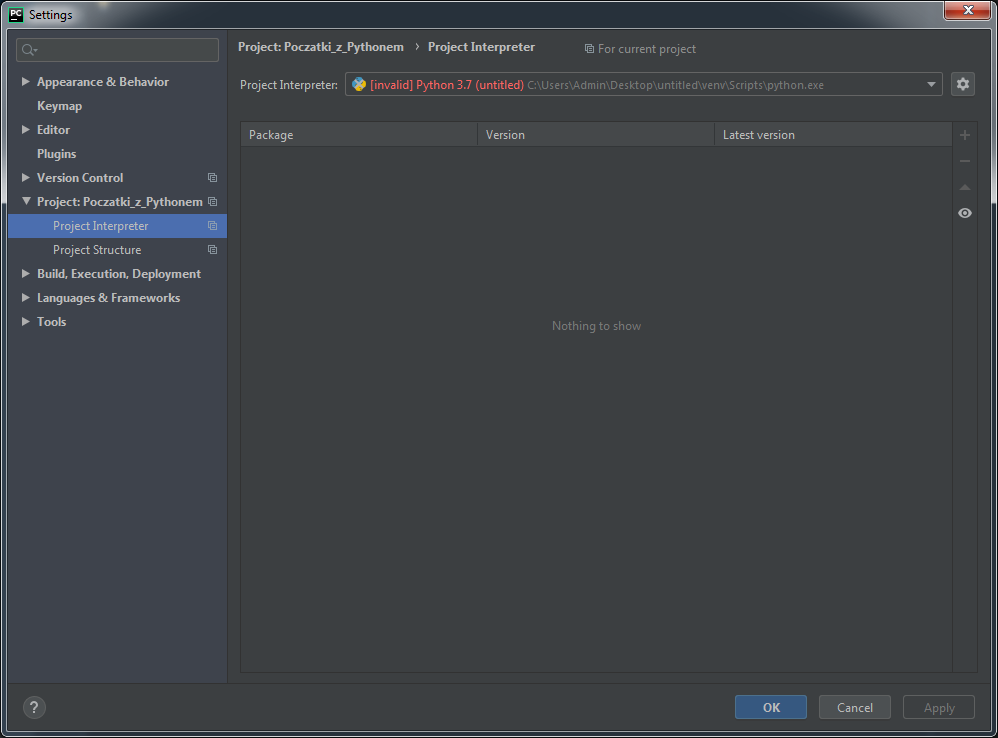 PC Settings
Project: Poczatki_z_Pythonem › Project Interpreter For current project
Project Interpreter: [invalid] Python 3.7 (untitled) C:\Users\Admin\Desktop\untitled\venv\Scripts\python.exe
Appearance & Behavior
Keymap
Editor
Plugins
Version Control
Project: Poczatki_z_Pythonem
Project Interpreter
Project Structure
Build, Execution, Deployment
Languages & Frameworks
Tools
Package Version Latest version
Nothing to show
? OK Cancel Apply